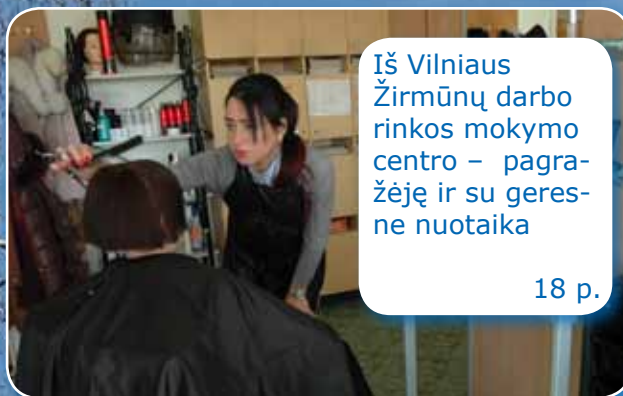 Iš Vilniaus
Žirmūnų darbo
rinkos mokymo
centro – pagra-
žėję ir su geres-
ne nuotaika
18 p.